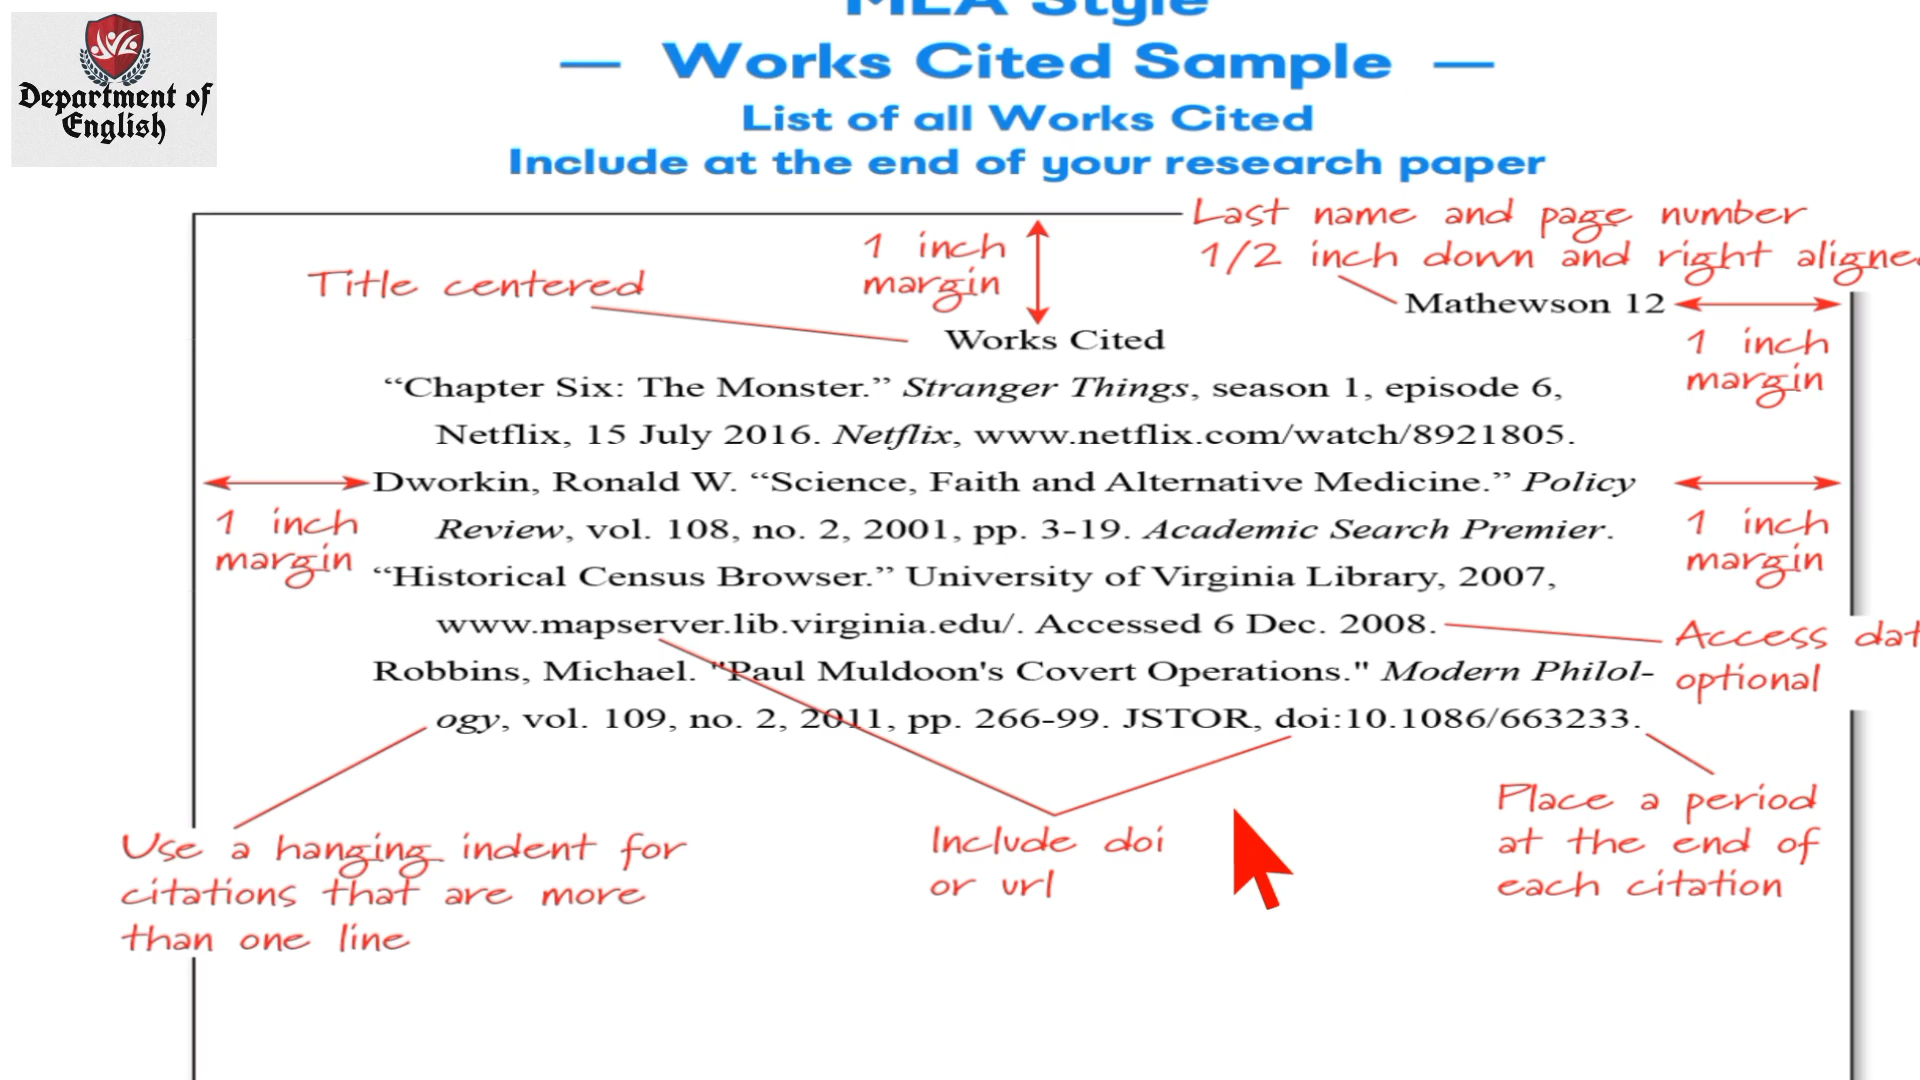 Department of
English
MLA Style
— Works Cited Sample —
List of all Works Cited
Include at the end of your research paper
Last name and page number
1/2 inch down and right aligne
1 inch
margin
Title centered
Mathewson 12
1 inch
margin
Works Cited
“Chapter Six: The Monster.” Stranger Things, season 1, episode 6,
Netflix, 15 July 2016. Netflix, www.netflix.com/watch/8921805.
Dworkin, Ronald W. “Science, Faith and Alternative Medicine.” Policy
Review, vol. 108, no. 2, 2001, pp. 3-19. Academic Search Premier.
1 inch
margin
1 inch
margin
“Historical Census Browser.” University of Virginia Library, 2007,
www.mapserver.lib.virginia.edu/. Accessed 6 Dec. 2008.
Access dat
optional
Robbins, Michael. "Paul Muldoon's Covert Operations." Modern Philol-
ogy, vol. 109, no. 2, 2011, pp. 266-99. JSTOR, doi:10.1086/663233.
Use a hanging indent for
citations that are more
than one line
Include doi
or url
Place a period
at the end of
each citation